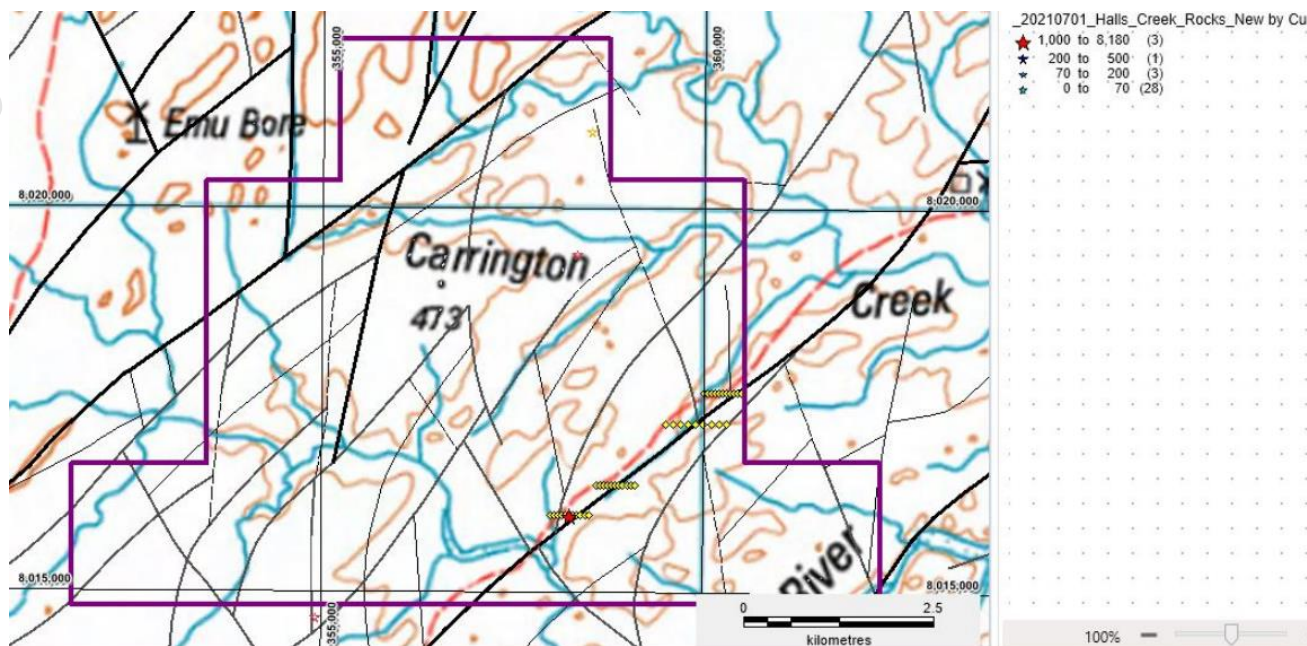 _20210701_Halls_Creek_Rocks_New by Cu
1,000 to 8,180 (3)
200 to 500 (1)
70 to 200 (3)
0 to 70 (28)
355,000
360,000
Emu Bore
8,020,000
8,020,000
Carrington
473
Creek
River
8,015,000
8,015,000
355,000
0 2.5
kilometres
100%